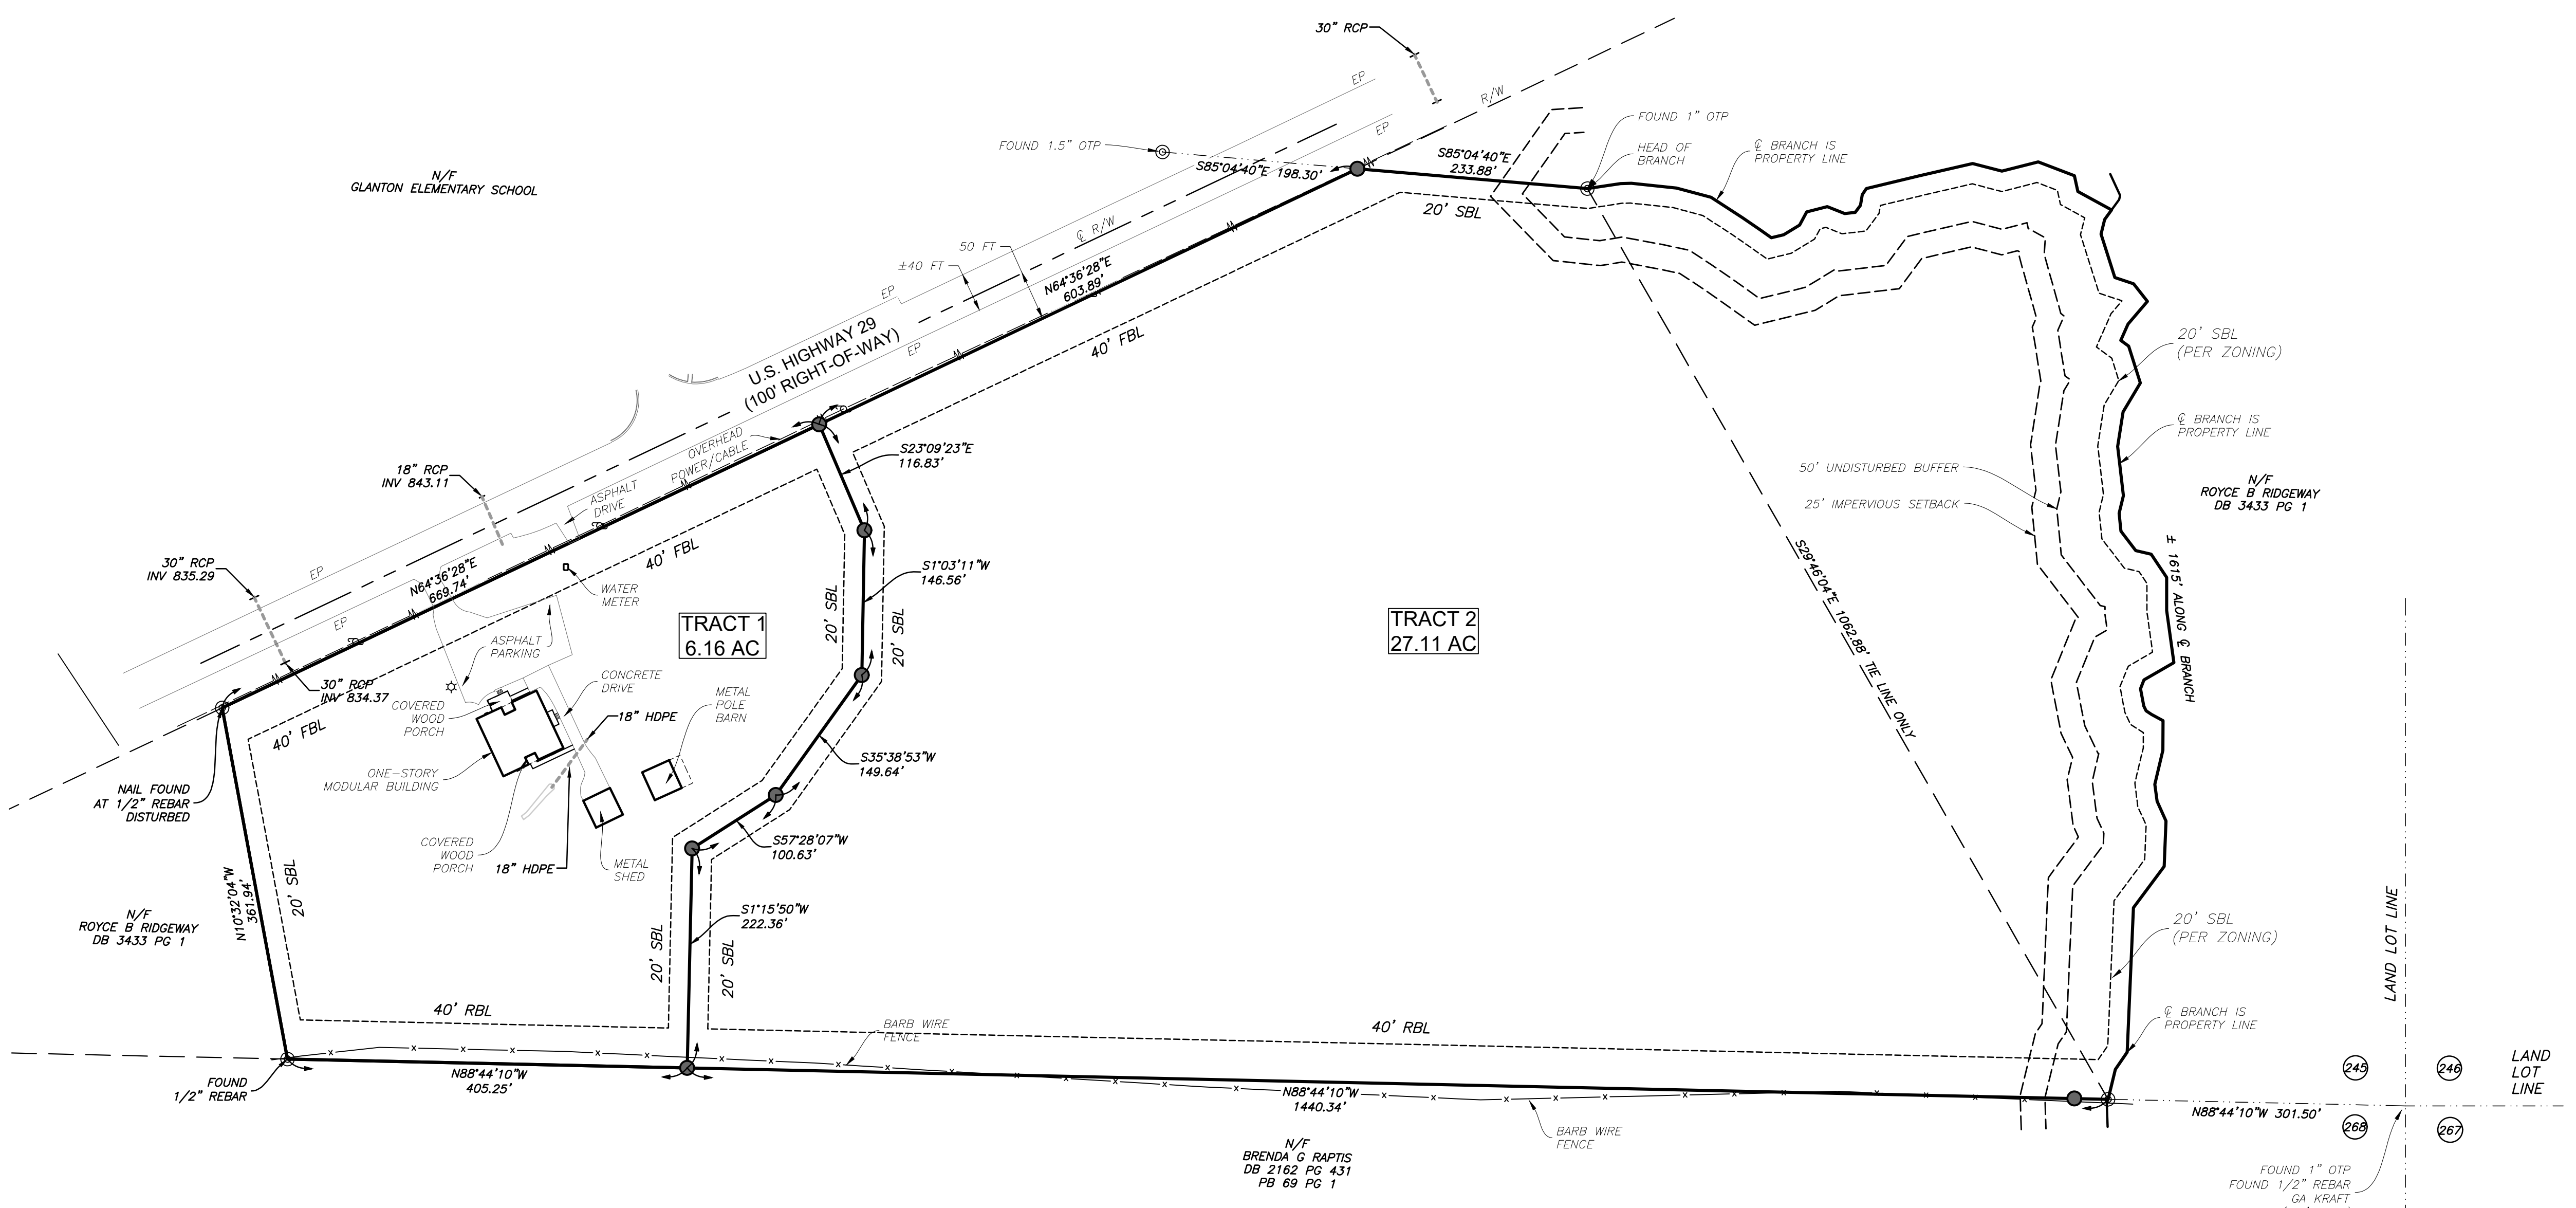 30" RCP
EP
R/W
FOUND 1" OTP
FOUND 1.5" OTP
EP
HEAD OF
BRANCH
℄ BRANCH IS
PROPERTY LINE
S85°04'40"E
233.88'
S85°04'40"E 198.30'
N/F
GLANTON ELEMENTARY SCHOOL
20' SBL
℄ R/W
50 FT
±40 FT
N64°36'28"E
603.89'
EP
U.S. HIGHWAY 29
(100' RIGHT-OF-WAY)
EP
40' FBL
20' SBL
(PER ZONING)
℄ BRANCH IS
PROPERTY LINE
OVERHEAD
POWER/CABLE
S23°09'23"E
116.83'
18" RCP
INV 843.11
ASPHALT
DRIVE
50' UNDISTURBED BUFFER
25' IMPERVIOUS SETBACK
N/F
ROYCE B RIDGEWAY
DB 3433 PG 1
30" RCP
INV 835.29
EP
40' FBL
N64°36'28"E
669.74'
EP
WATER
METER
S1°03'11"W
146.56'
20' SBL
20' SBL
TRACT 1
6.16 AC
TRACT 2
27.11 AC
S29°46'04"E 1062.88' TIE LINE ONLY
± 1615' ALONG ℄ BRANCH
ASPHALT
PARKING
30" RCP
INV 834.37
CONCRETE
DRIVE
METAL
POLE
BARN
COVERED
WOOD
PORCH
18" HDPE
40' FBL
ONE-STORY
MODULAR BUILDING
S35°38'53"W
149.64'
NAIL FOUND
AT 1/2" REBAR
DISTURBED
COVERED
WOOD
PORCH
18" HDPE
METAL
SHED
S57°28'07"W
100.63'
N10°32'04"W
361.94'
20' SBL
N/F
ROYCE B RIDGEWAY
DB 3433 PG 1
S1°15'50"W
222.36'
20' SBL
20' SBL
20' SBL
(PER ZONING)
LAND LOT LINE
40' RBL
BARB WIRE
FENCE
40' RBL
℄ BRANCH IS
PROPERTY LINE
FOUND
1/2" REBAR
N88°44'10"W
405.25'
N88°44'10"W
1440.34'
BARB WIRE
FENCE
245
246
LAND
LOT
LINE
N88°44'10"W 301.50'
268
267
N/F
BRENDA G RAPTIS
DB 2162 PG 431
PB 69 PG 1
FOUND 1" OTP
FOUND 1/2" REBAR
GA KRAFT